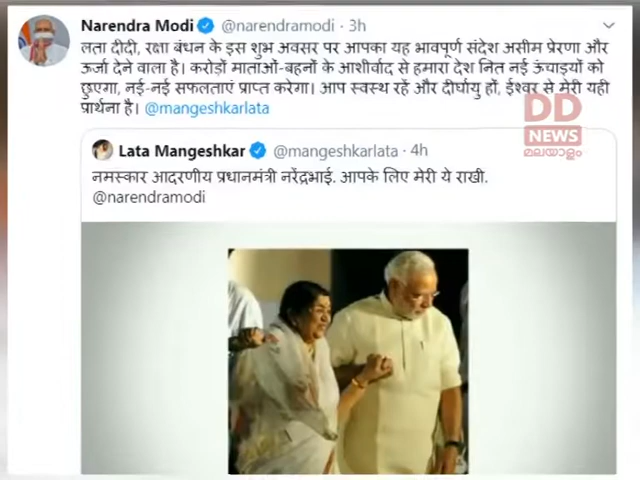 Narendra Modi @narendramodi · 3h
लता दीदी, रक्षा बंधन के इस शुभ अवसर पर आपका यह भावपूर्ण संदेश असीम प्रेरणा और
ऊर्जा देने वाला है। करोड़ों माताओं-बहनों के आशीर्वाद से हमारा देश नित नई ऊंचाइयों को
छुएगा, नई-नई सफलताएं प्राप्त करेगा। आप स्वस्थ रहें और दीर्घायु हों, ईश्वर से मेरी यही
प्रार्थना है। @mangeshkarlata
DD
NEWS
മലയാളം
Lata Mangeshkar @mangeshkarlata · 4h
नमस्कार आदरणीय प्रधानमंत्री नरेंद्रभाई. आपके लिए मेरी ये राखी.
@narendramodi